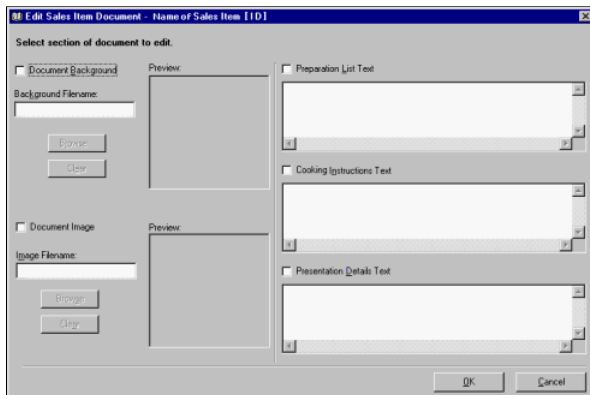 Edit Sales Item Document - Name of Sales Item [ID]
Select section of document to edit.
Document Background
Background Filename:
Browse
Clear
Preview:
Document Image
Image Filename:
Browse
Clear
Preview:
Preparation List Text
Cooking Instructions Text
Presentation Details Text
OK
Cancel